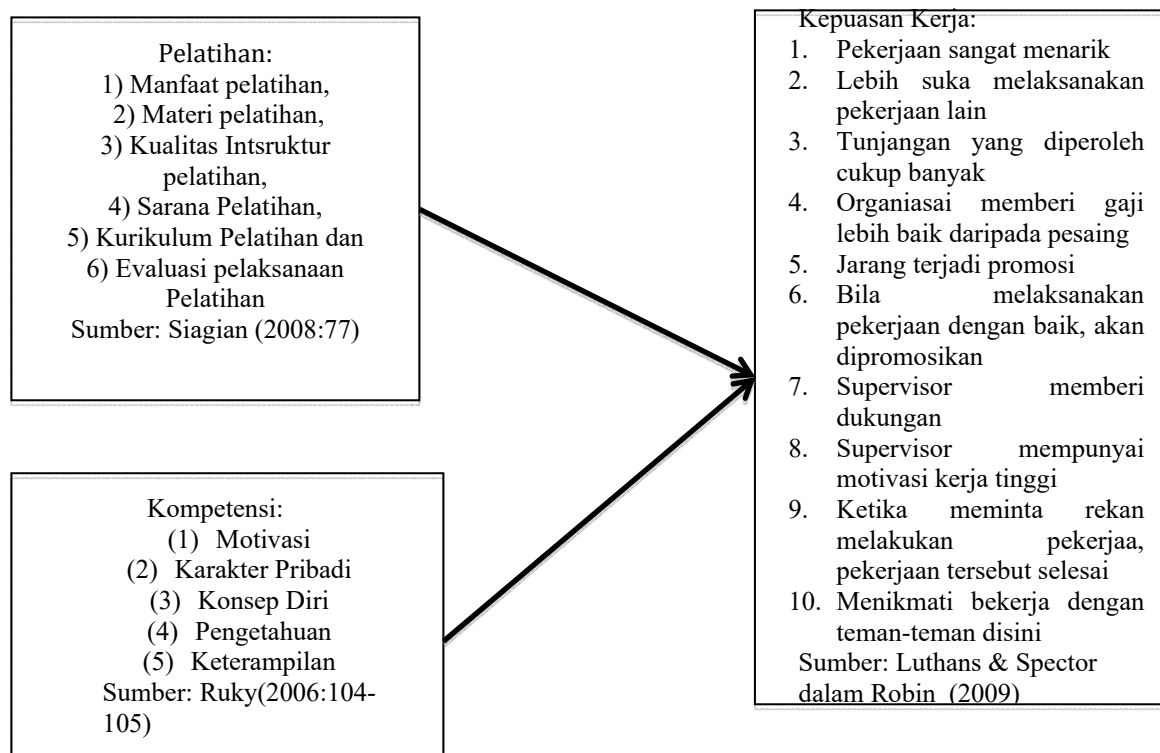 Pelatihan:
1) Manfaat pelatihan,
2) Materi pelatihan,
3) Kualitas Intsruktur
pelatihan,
4) Sarana Pelatihan,
5) Kurikulum Pelatihan dan
6) Evaluasi pelaksanaan
Pelatihan
Sumber: Siagian (2008:77)
Kompetensi:
(1) Motivasi
(2) Karakter Pribadi
(3) Konsep Diri
(4) Pengetahuan
(5) Keterampilan
Sumber: Ruky(2006:104-
105)
Kepuasan Kerja:
1. Pekerjaan sangat menarik
2. Lebih suka melaksanakan
pekerjaan lain
3. Tunjangan yang diperoleh
cukup banyak
4. Organiasai memberi gaji
lebih baik daripada pesaing
5. Jarang terjadi promosi
6. Bila melaksanakan
pekerjaan dengan baik, akan
dipromosikan
7. Supervisor memberi
dukungan
8. Supervisor mempunyai
motivasi kerja tinggi
9. Ketika meminta rekan
melakukan pekerjaa,
pekerjaan tersebut selesai
10. Menikmati bekerja dengan
teman-teman disini
Sumber: Luthans & Spector
dalam Robin (2009)